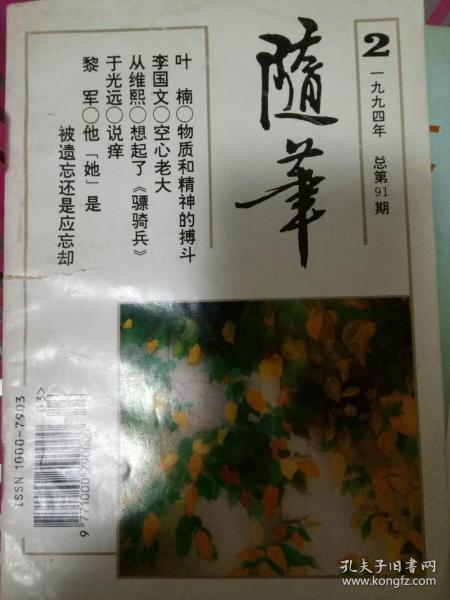 2
一九九四年 总第91期
隨筆
叶 楠○物质和精神的搏斗
李国文○空心老大
从维熙○想起了《骠骑兵》
于光远○说痒
黎 军○他「她」是
被遗忘还是应忘却
ISSN 1000-7903
03>
孔夫子旧书网
www.kongfz.com